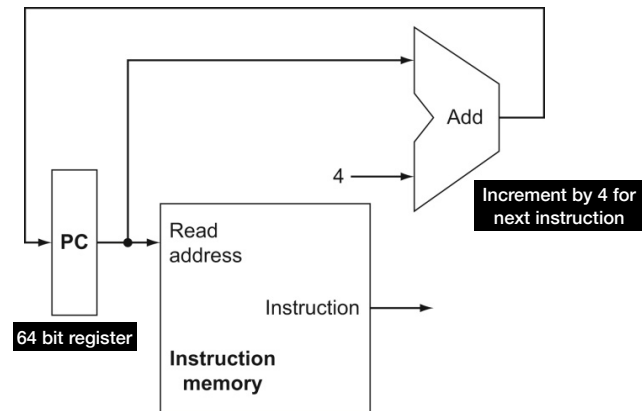 Add
4
Increment by 4 for
next instruction
PC
Read
address
Instruction
64 bit register
Instruction
memory